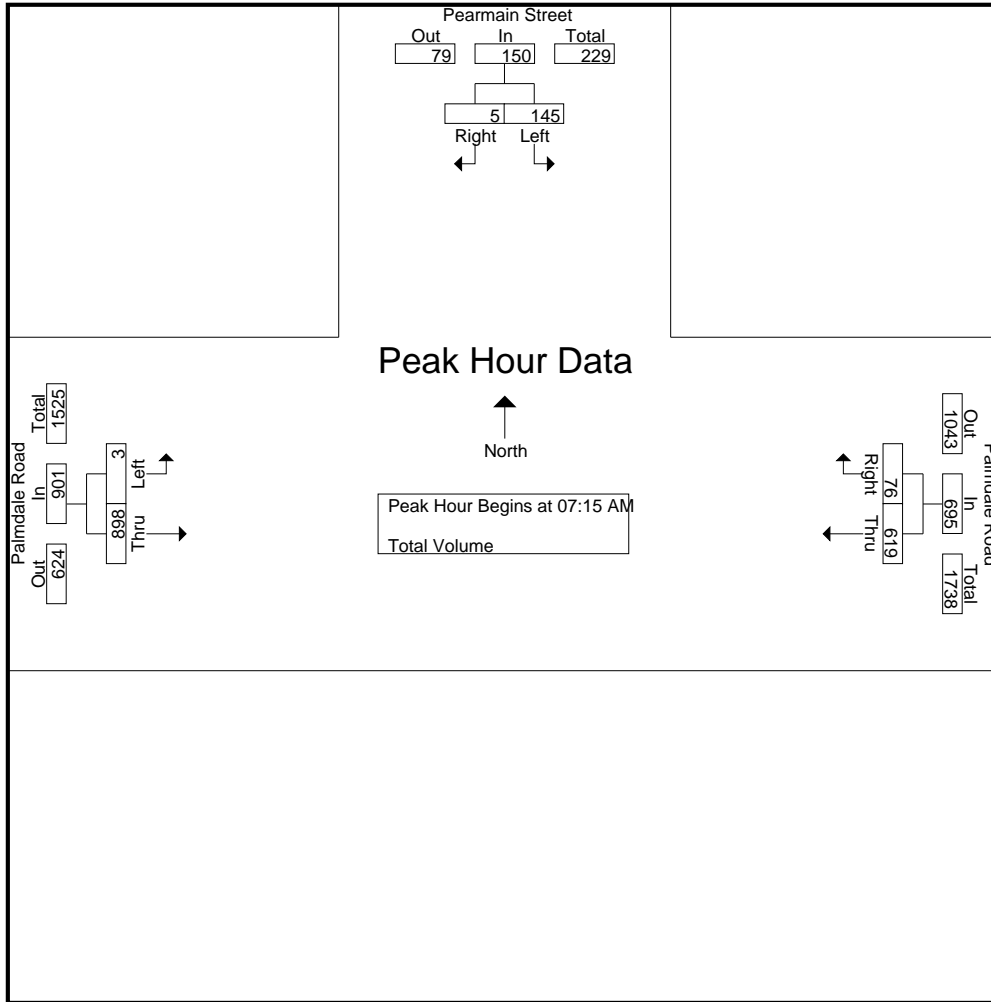 Pearmain Street
Out In Total
79 150 229
5 145
Right Left
Peak Hour Data
North
Peak Hour Begins at 07:15 AM
Total Volume
Palmdale Road
Total In Out
1525 901 624
3 898
Left Thru
Palmdale Road
Out In Total
1043 695 1738
76 619
Right Thru